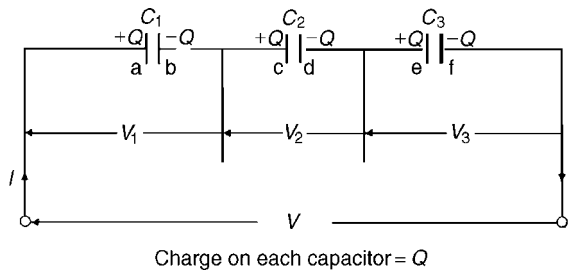 C₁ C₂ C₃
+Q −Q +Q −Q +Q −Q
a b c d e f
V₁ V₂ V₃
I
V
Charge on each capacitor = Q